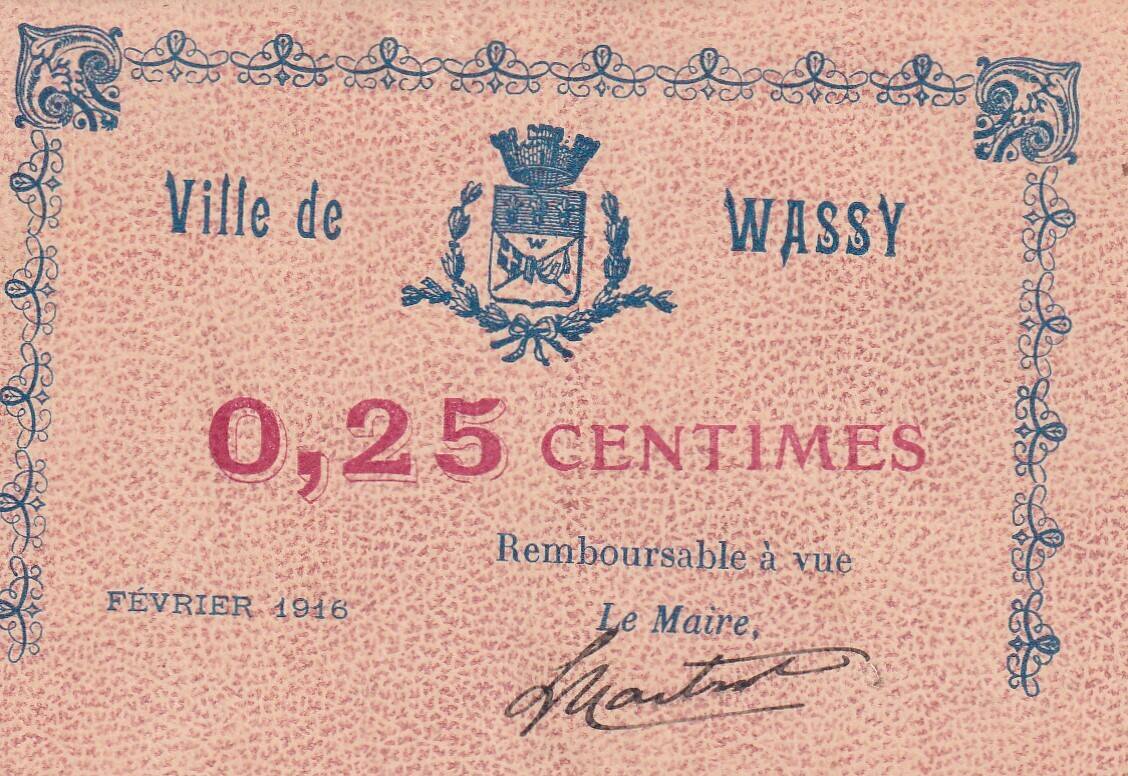 Ville de WASSY
W
0,25 CENTIMES
Remboursable à vue
FÉVRIER 1916
Le Maire,